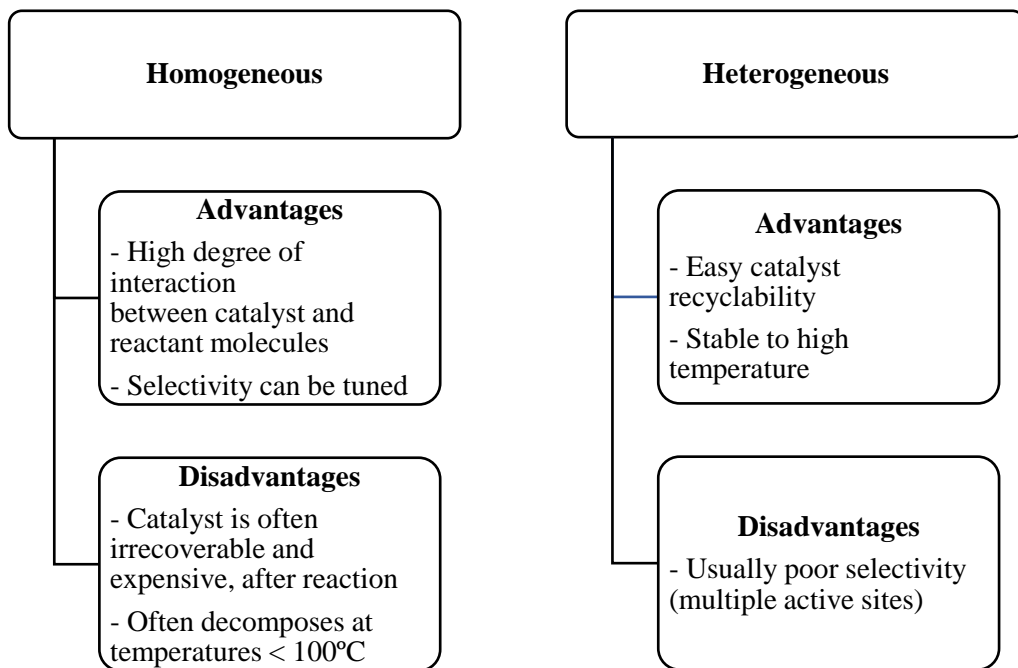 Homogeneous
Advantages
- High degree of
interaction
between catalyst and
reactant molecules
- Selectivity can be tuned
Disadvantages
- Catalyst is often
irrecoverable and
expensive, after reaction
- Often decomposes at
temperatures < 100ºC
Heterogeneous
Advantages
- Easy catalyst
recyclability
- Stable to high
temperature
Disadvantages
- Usually poor selectivity
(multiple active sites)